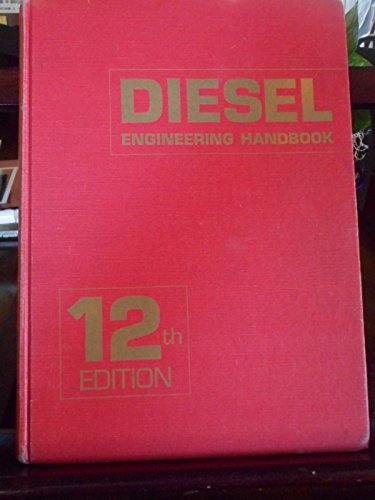 DIESEL
ENGINEERING HANDBOOK
12th
EDITION